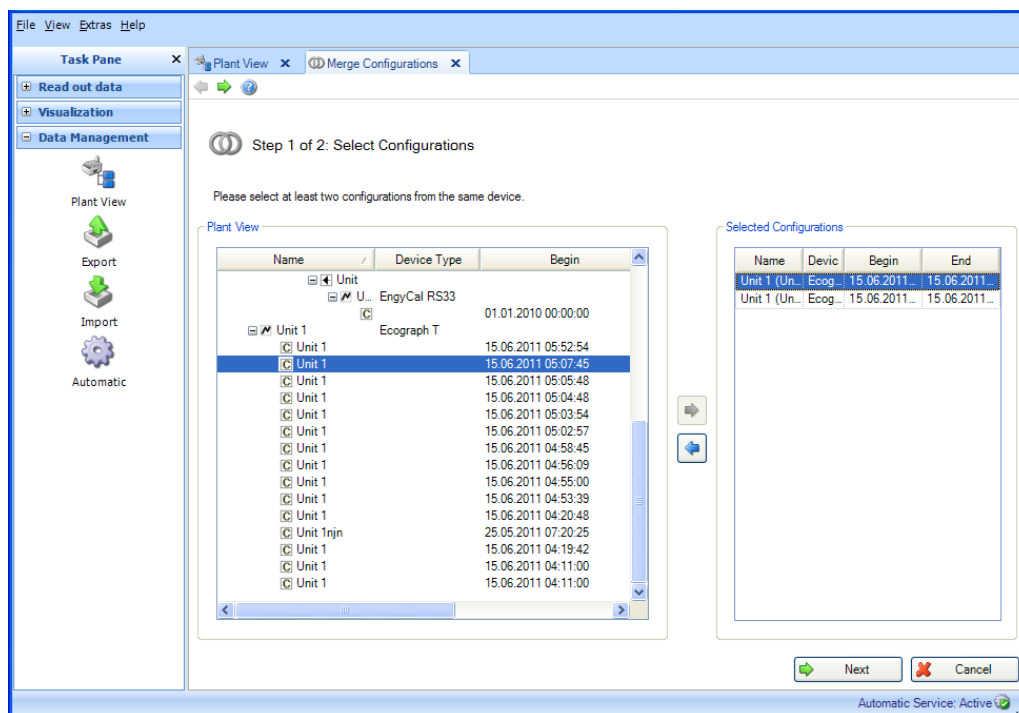 File View Extras Help
Task Pane
Plant View
Merge Configurations
Read out data
Visualization
Data Management
Plant View
Export
Import
Automatic
Step 1 of 2: Select Configurations
Please select at least two configurations from the same device.
Plant View
Name Device Type Begin
Unit
U... EngyCal RS33
C 01.01.2010 00:00:00
Unit 1 Ecograph T
C Unit 1 15.06.2011 05:52:54
C Unit 1 15.06.2011 05:07:45
C Unit 1 15.06.2011 05:05:48
C Unit 1 15.06.2011 05:04:48
C Unit 1 15.06.2011 05:03:54
C Unit 1 15.06.2011 05:02:57
C Unit 1 15.06.2011 04:58:45
C Unit 1 15.06.2011 04:56:09
C Unit 1 15.06.2011 04:55:00
C Unit 1 15.06.2011 04:53:39
C Unit 1 15.06.2011 04:20:48
C Unit 1njn 25.05.2011 07:20:25
C Unit 1 15.06.2011 04:19:42
C Unit 1 15.06.2011 04:11:00
C Unit 1 15.06.2011 04:11:00
Selected Configurations
Name Devic Begin End
Unit 1 (Un... Ecog... 15.06.2011... 15.06.2011...
Unit 1 (Un... Ecog... 15.06.2011... 15.06.2011...
Next Cancel
Automatic Service: Active